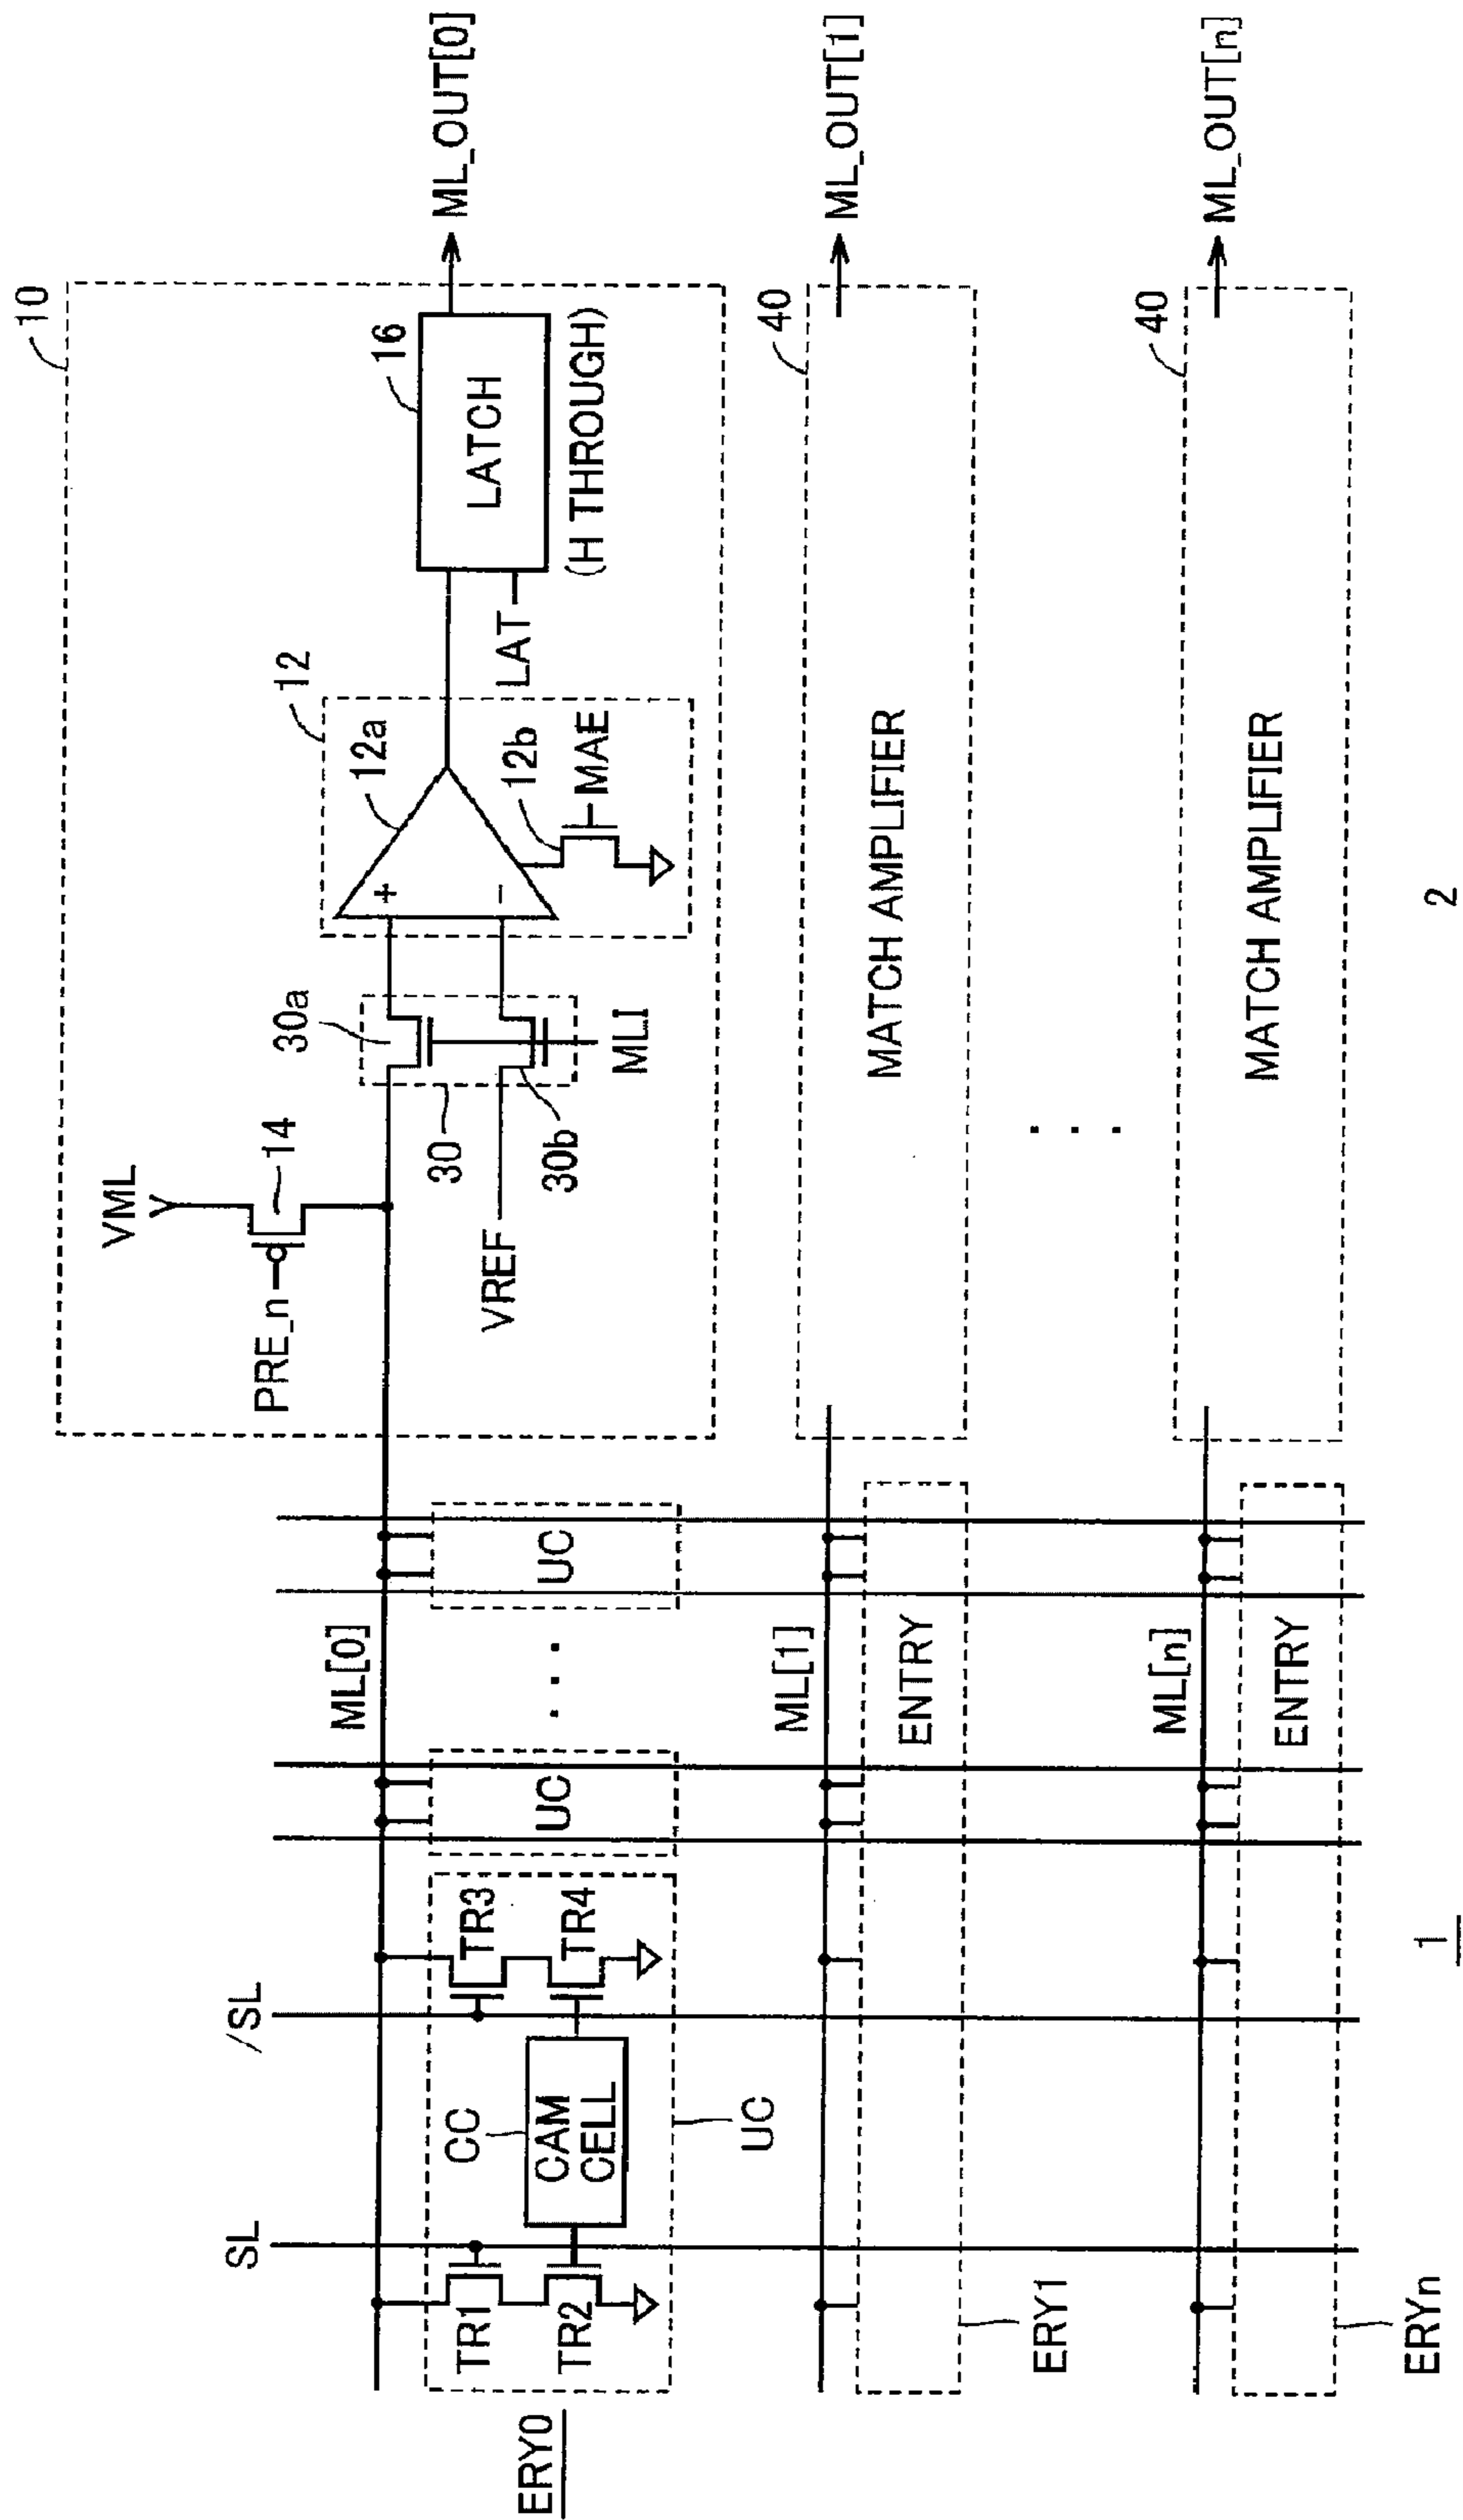 10
VML
PRE_n
14
30a
12
12a
+
16
LATCH
ML_OUT[0]
30
VREF
30b
MLI
−
12b
MAE
LAT
(H THROUGH)
SL
/SL
ML[0]
ERY0
TR1
TR2
CC
CAM
CELL
TR3
TR4
UC
UC
. . .
UC
ML[1]
40
ML_OUT[1]
ENTRY
MATCH AMPLIFIER
ERY1
. . .
ML[n]
40
ML_OUT[n]
ENTRY
MATCH AMPLIFIER
ERYn
1
2